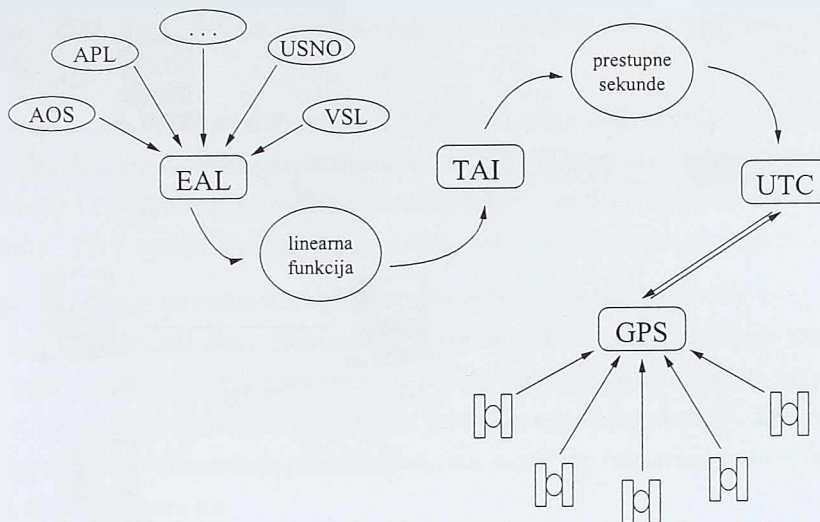 . . .
APL
USNO
AOS
VSL
EAL
linearna
funkcija
TAI
prestupne
sekunde
UTC
GPS